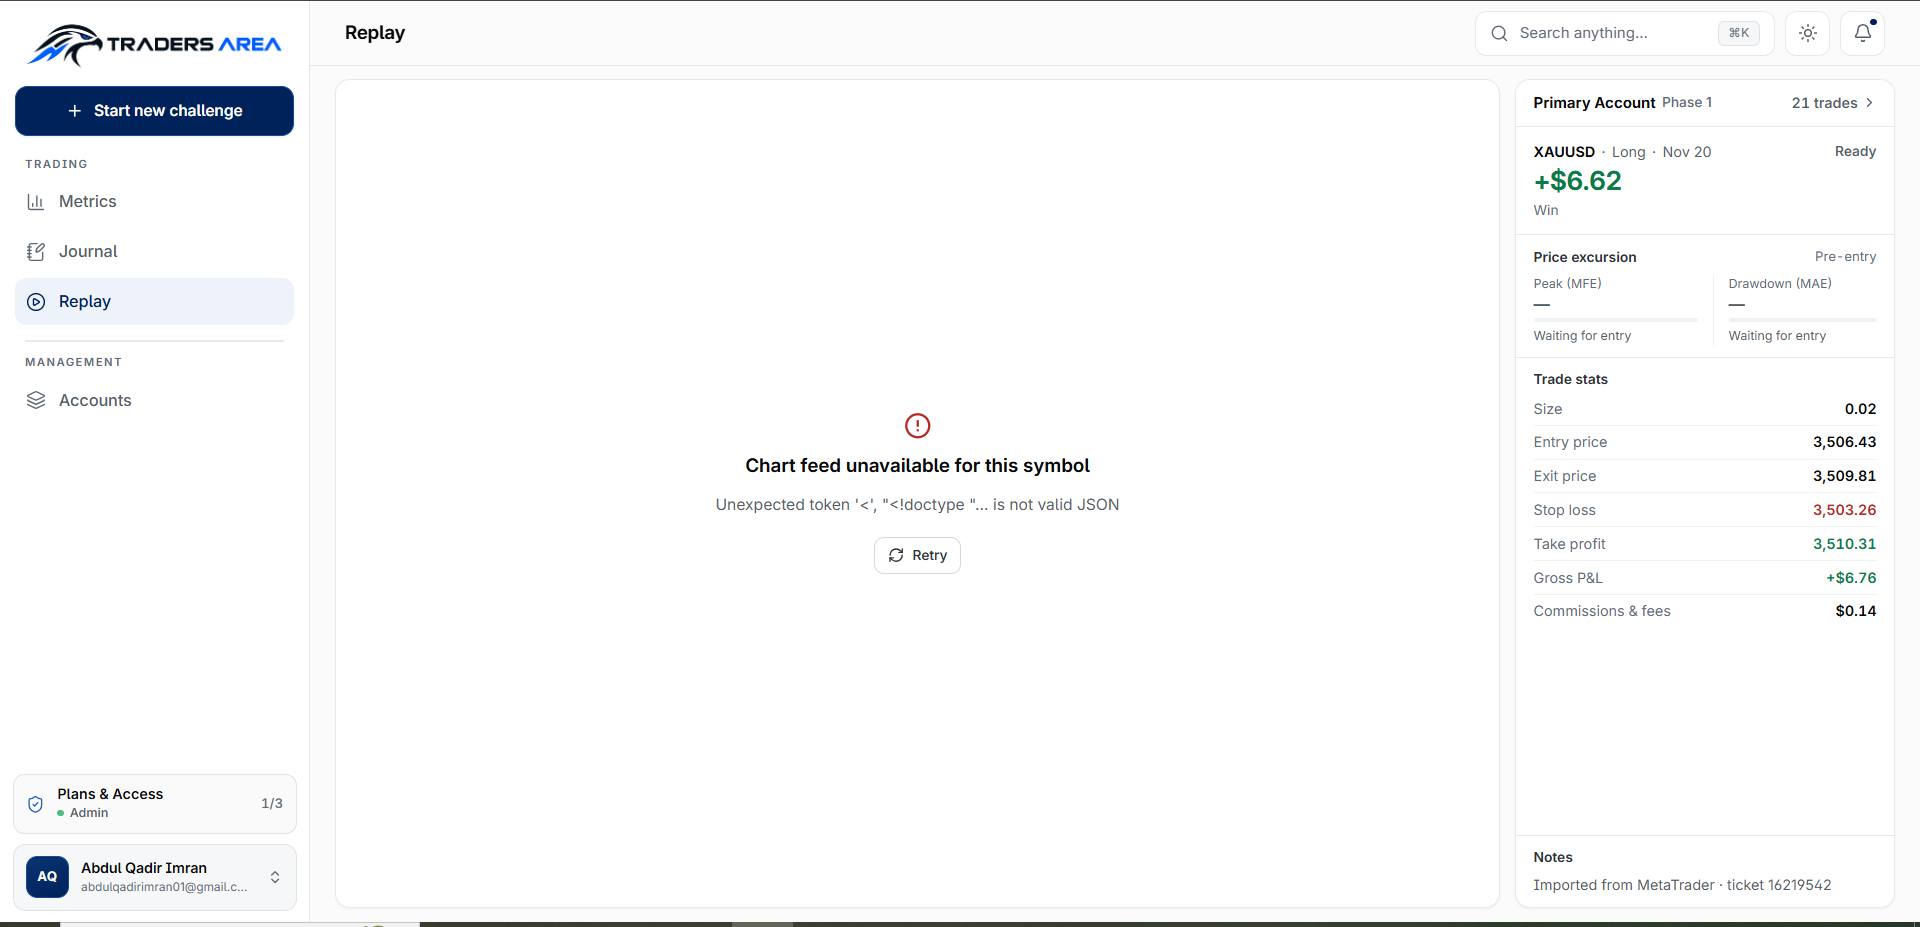 TRADERS AREA
Start new challenge
TRADING
Metrics
Journal
Replay
MANAGEMENT
Accounts
Plans & Access
Admin
1/3
AQ
Abdul Qadir Imran
abdulqadirimran01@gmail.c...
Replay
Search anything...
⌘K
Chart feed unavailable for this symbol
Unexpected token '<', "<!doctype "... is not valid JSON
Retry
Primary Account Phase 1 21 trades
XAUUSD · Long · Nov 20 Ready
+$6.62
Win
Price excursion Pre-entry
Peak (MFE) Drawdown (MAE)
— —
Waiting for entry Waiting for entry
Trade stats
Size 0.02
Entry price 3,506.43
Exit price 3,509.81
Stop loss 3,503.26
Take profit 3,510.31
Gross P&L +$6.76
Commissions & fees $0.14
Notes
Imported from MetaTrader · ticket 16219542